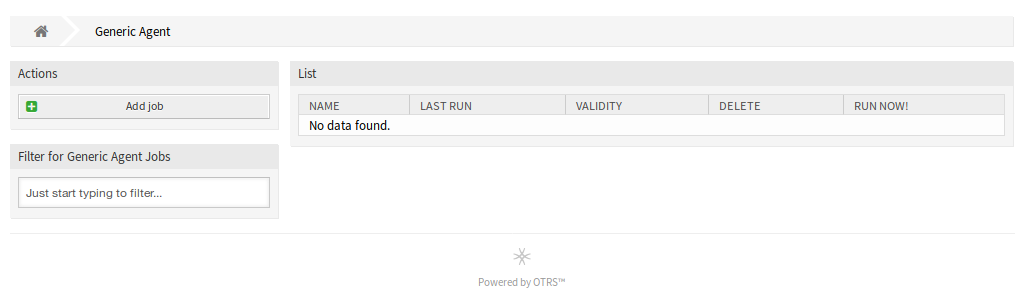 Generic Agent
Actions
Add job
Filter for Generic Agent Jobs
Just start typing to filter...
List
NAME LAST RUN VALIDITY DELETE RUN NOW!
No data found.
Powered by OTRS™